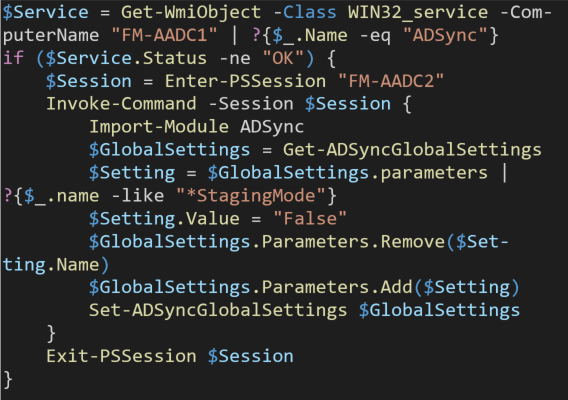 $Service = Get-WmiObject -Class WIN32_service -Com-
puterName "FM-AADC1" | ?{$_.Name -eq "ADSync"}
if ($Service.Status -ne "OK") {
    $Session = Enter-PSSession "FM-AADC2"
    Invoke-Command -Session $Session {
        Import-Module ADSync
        $GlobalSettings = Get-ADSyncGlobalSettings
        $Setting = $GlobalSettings.parameters |
?{$_.name -like "*StagingMode"}
        $Setting.Value = "False"
        $GlobalSettings.Parameters.Remove($Set-
ting.Name)
        $GlobalSettings.Parameters.Add($Setting)
        Set-ADSyncGlobalSettings $GlobalSettings
    }
    Exit-PSSession $Session
}